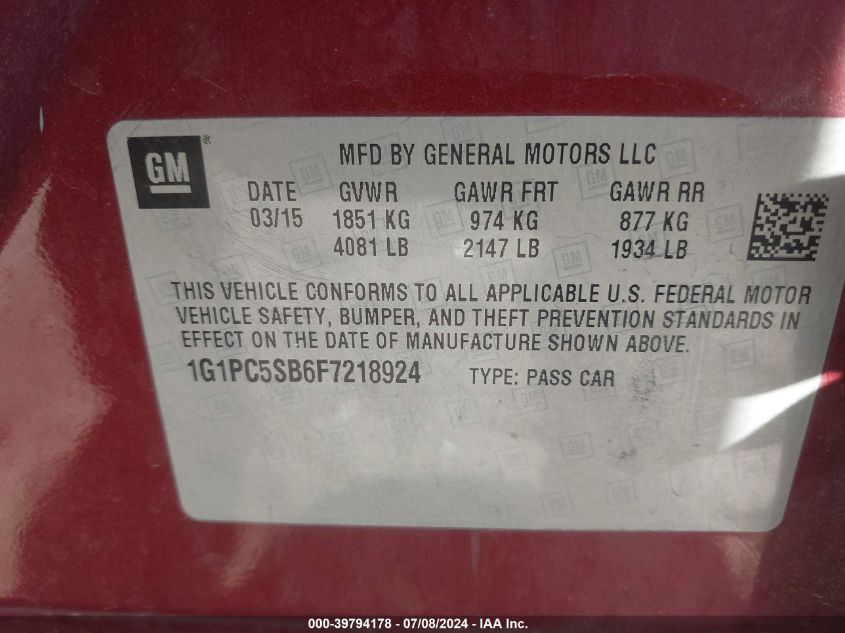 GM ®
MFD BY GENERAL MOTORS LLC
DATE GVWR GAWR FRT GAWR RR
03/15 1851 KG 974 KG 877 KG
4081 LB 2147 LB 1934 LB
THIS VEHICLE CONFORMS TO ALL APPLICABLE U.S. FEDERAL MOTOR
VEHICLE SAFETY, BUMPER, AND THEFT PREVENTION STANDARDS IN
EFFECT ON THE DATE OF MANUFACTURE SHOWN ABOVE.
1G1PC5SB6F7218924 TYPE: PASS CAR
000-39794178 - 07/08/2024 - IAA Inc.